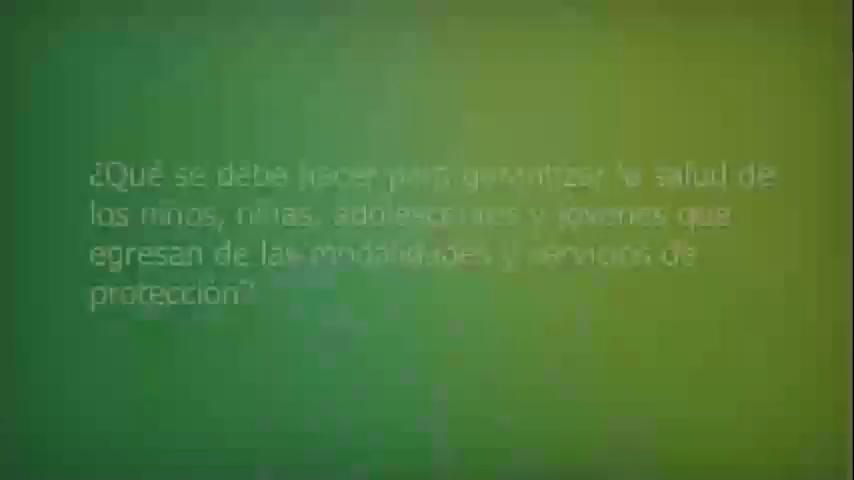 ¿Qué se debe hacer para garantizar la salud de
los niños, niñas, adolescentes y jóvenes que
egresan de las modalidades y servicios de
protección?